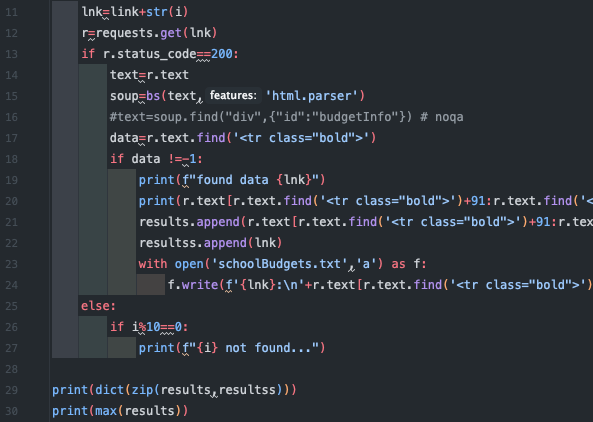 11 lnk=link+str(i)
12 r=requests.get(lnk)
13 if r.status_code==200:
14 text=r.text
15 soup=bs(text, features: 'html.parser')
16 #text=soup.find("div",{"id":"budgetInfo"}) # noqa
17 data=r.text.find('<tr class="bold">')
18 if data !=-1:
19 print(f"found data {lnk}")
20 print(r.text[r.text.find('<tr class="bold">')+91:r.text.find('<
21 results.append(r.text[r.text.find('<tr class="bold">')+91:r.tex
22 resultss.append(lnk)
23 with open('schoolBudgets.txt','a') as f:
24 f.write(f'{lnk}:\n'+r.text[r.text.find('<tr class="bold">')
25 else:
26 if i%10==0:
27 print(f"{i} not found...")
28
29 print(dict(zip(results,resultss)))
30 print(max(results))